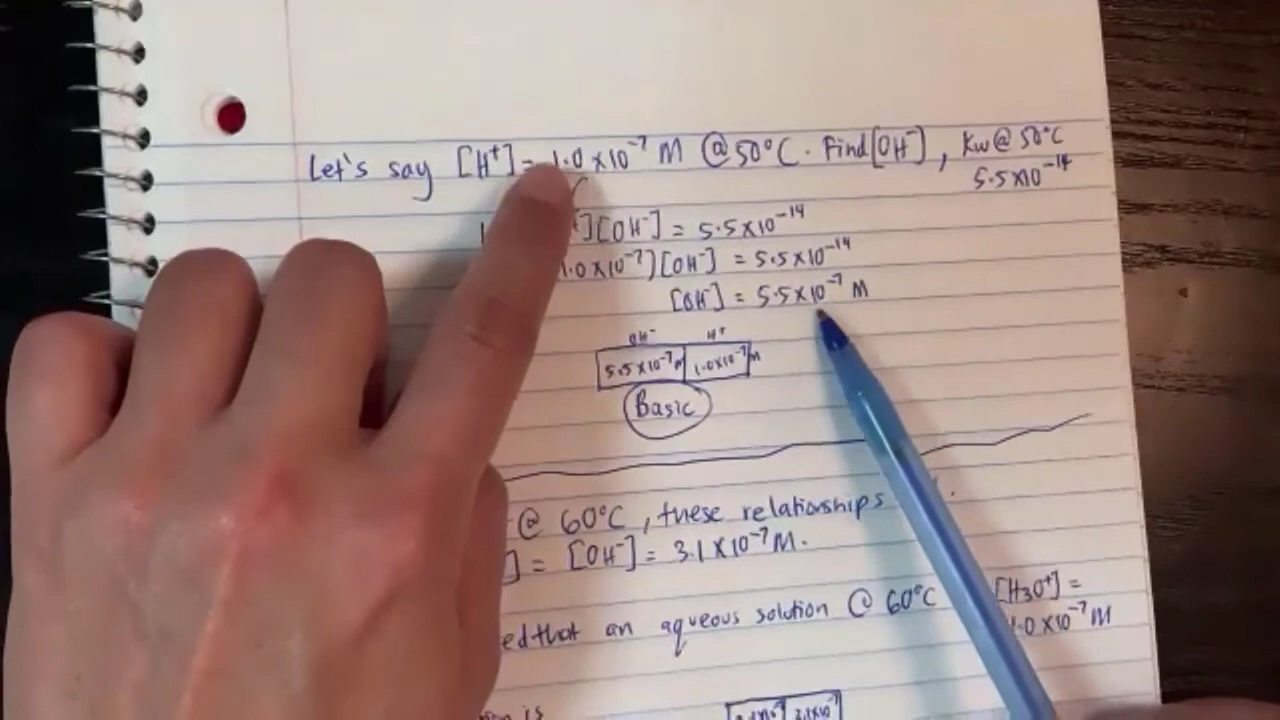 Let's say [H⁺] = 1.0 x 10⁻⁷ M @ 50°C. Find [OH⁻], Kw @ 50°C
5.5 x 10⁻¹⁴
][OH⁻] = 5.5 x 10⁻¹⁴
1.0 x 10⁻⁷)[OH⁻] = 5.5 x 10⁻¹⁴
[OH⁻] = 5.5 x 10⁻⁷ M
OH⁻ H⁺
5.5 x 10⁻⁷ M 1.0 x 10⁻⁷ M
Basic
@ 60°C, these relationships
] = [OH⁻] = 3.1 x 10⁻⁷ M.
that an aqueous solution @ 60°C [H₃O⁺] =
1.0 x 10⁻⁷ M
is